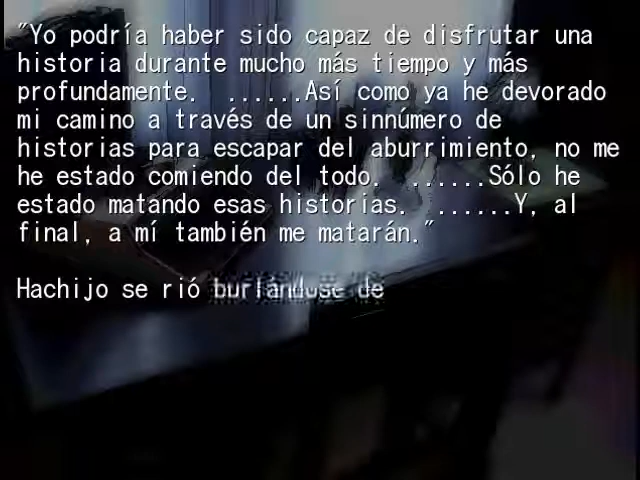 "Yo podría haber sido capaz de disfrutar una
historia durante mucho más tiempo y más
profundamente.  ......Así como ya he devorado
mi camino a través de un sinnúmero de
historias para escapar del aburrimiento, no me
he estado comiendo del todo.  ......Sólo he
estado matando esas historias.  ......Y, al
final, a mí también me matarán."
Hachijo se rió burlándose de